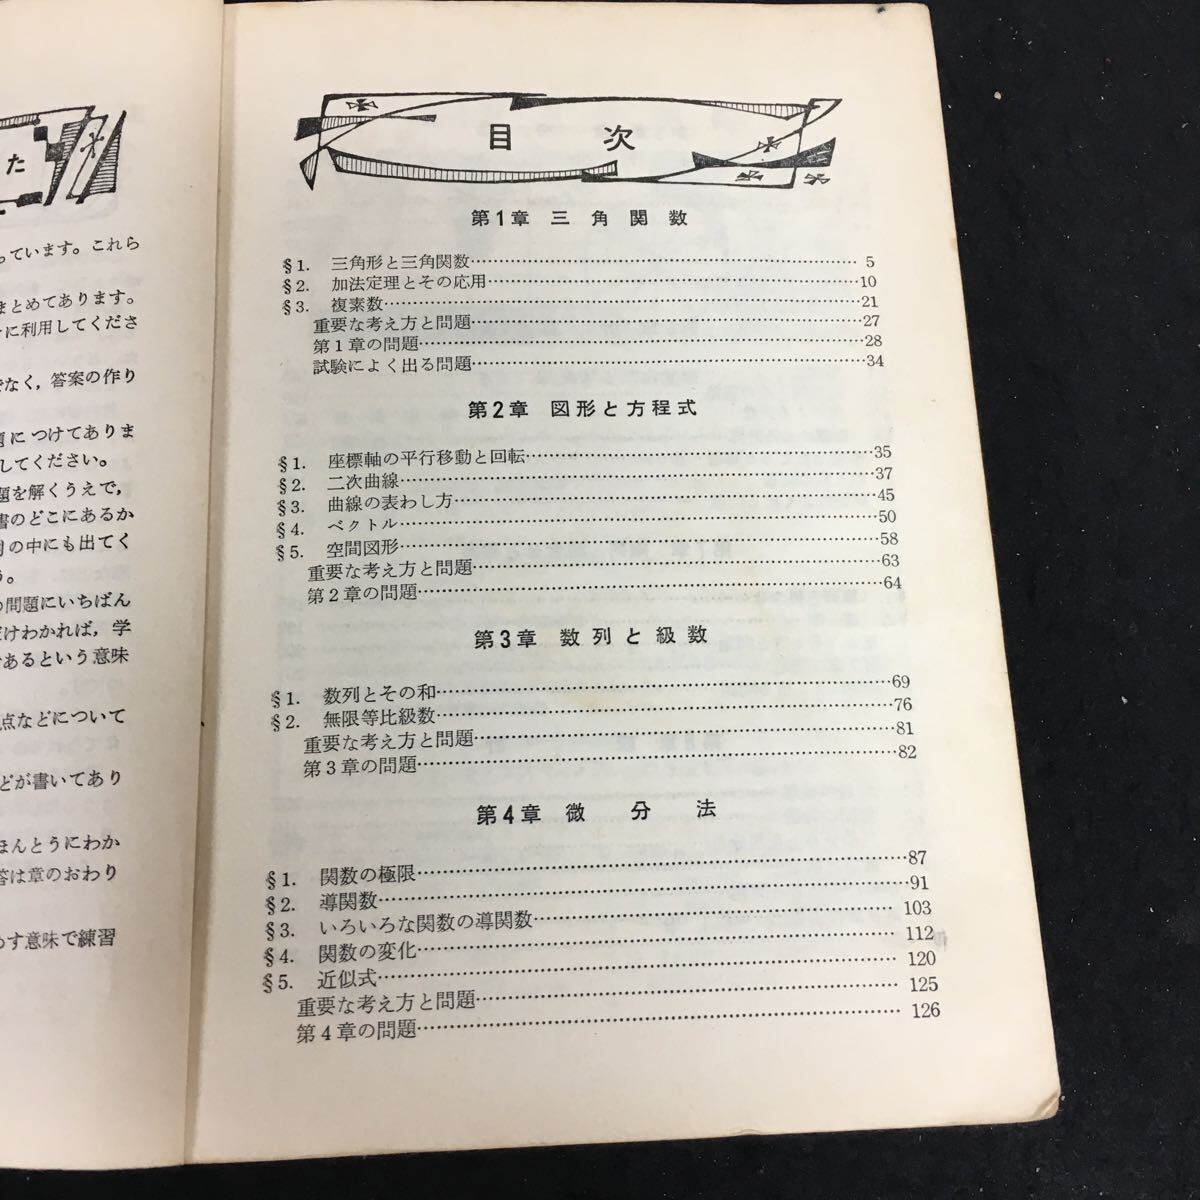 た
っています。これら
まとめてあります。
に利用してくださ
でなく，答案の作り
題につけてありま
してください。
題を解くうえで，
書のどこにあるか
の中にも出てく
う。
問題にいちばん
だけわかれば，学
であるという意味
点などについて
どが書いてあり
ほんとうにわか
答は章のおわり
めす意味で練習
目次
第1章 三角関数
§1. 三角形と三角関数 5
§2. 加法定理とその応用 10
§3. 複素数 21
重要な考え方と問題 27
第1章の問題 28
試験によく出る問題 34
第2章 図形と方程式
§1. 座標軸の平行移動と回転 35
§2. 二次曲線 37
§3. 曲線の表わし方 45
§4. ベクトル 50
§5. 空間図形 58
重要な考え方と問題 63
第2章の問題 64
第3章 数列と級数
§1. 数列とその和 69
§2. 無限等比級数 76
重要な考え方と問題 81
第3章の問題 82
第4章 微分法
§1. 関数の極限 87
§2. 導関数 91
§3. いろいろな関数の導関数 103
§4. 関数の変化 112
§5. 近似式 120
重要な考え方と問題 125
第4章の問題 126